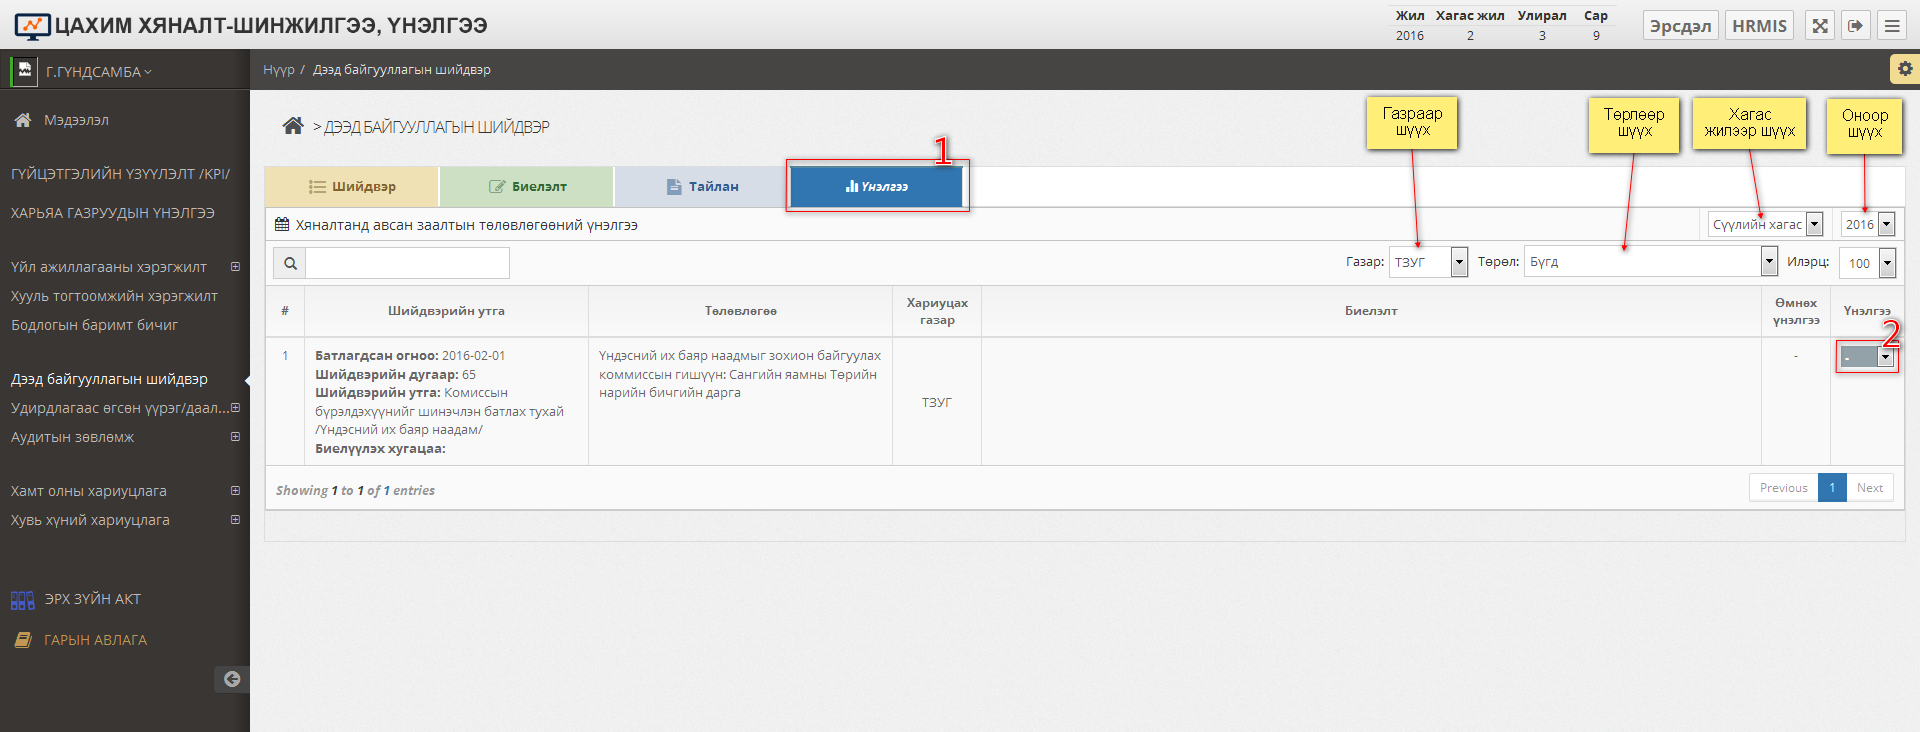 ЦАХИМ ХЯНАЛТ-ШИНЖИЛГЭЭ, ҮНЭЛГЭЭ
Жил Хагас жил Улирал Сар
2016 2 3 9
Эрсдэл HRMIS
Г.ГҮНДСАМБА
Нүүр / Дээд байгууллагын шийдвэр
Мэдээлэл
ГҮЙЦЭТГЭЛИЙН ҮЗҮҮЛЭЛТ /KPI/
ХАРЬЯА ГАЗРУУДЫН ҮНЭЛГЭЭ
Үйл ажиллагааны хэрэгжилт
Хууль тогтоомжийн хэрэгжилт
Бодлогын баримт бичиг
Дээд байгууллагын шийдвэр
Удирдлагаас өгсөн үүрэг/даал...
Аудитын зөвлөмж
Хамт олны хариуцлага
Хувь хүний хариуцлага
ЭРХ ЗҮЙН АКТ
ГАРЫН АВЛАГА
> ДЭЭД БАЙГУУЛЛАГЫН ШИЙДВЭР
Газраар шүүх
Төрлөөр шүүх
Хагас жилээр шүүх
Оноор шүүх
1
Шийдвэр
Биелэлт
Тайлан
Үнэлгээ
Хяналтанд авсан заалтын төлөвлөгөөний үнэлгээ
Сүүлийн хагас
2016
Газар: ТЗУГ Төрөл: Бүгд Илэрц: 100
# Шийдвэрийн утга Төлөвлөгөө Хариуцах газар Биелэлт Өмнөх үнэлгээ Үнэлгээ
2
1
Батлагдсан огноо: 2016-02-01
Шийдвэрийн дугаар: 65
Шийдвэрийн утга: Комиссын
бүрэлдэхүүнийг шинэчлэн батлах тухай
/Үндэсний их баяр наадам/
Биелүүлэх хугацаа:
Үндэсний их баяр наадмыг зохион байгуулах
коммиссын гишүүн: Сангийн яамны Төрийн
нарийн бичгийн дарга
ТЗУГ
-
-
Showing 1 to 1 of 1 entries
Previous 1 Next